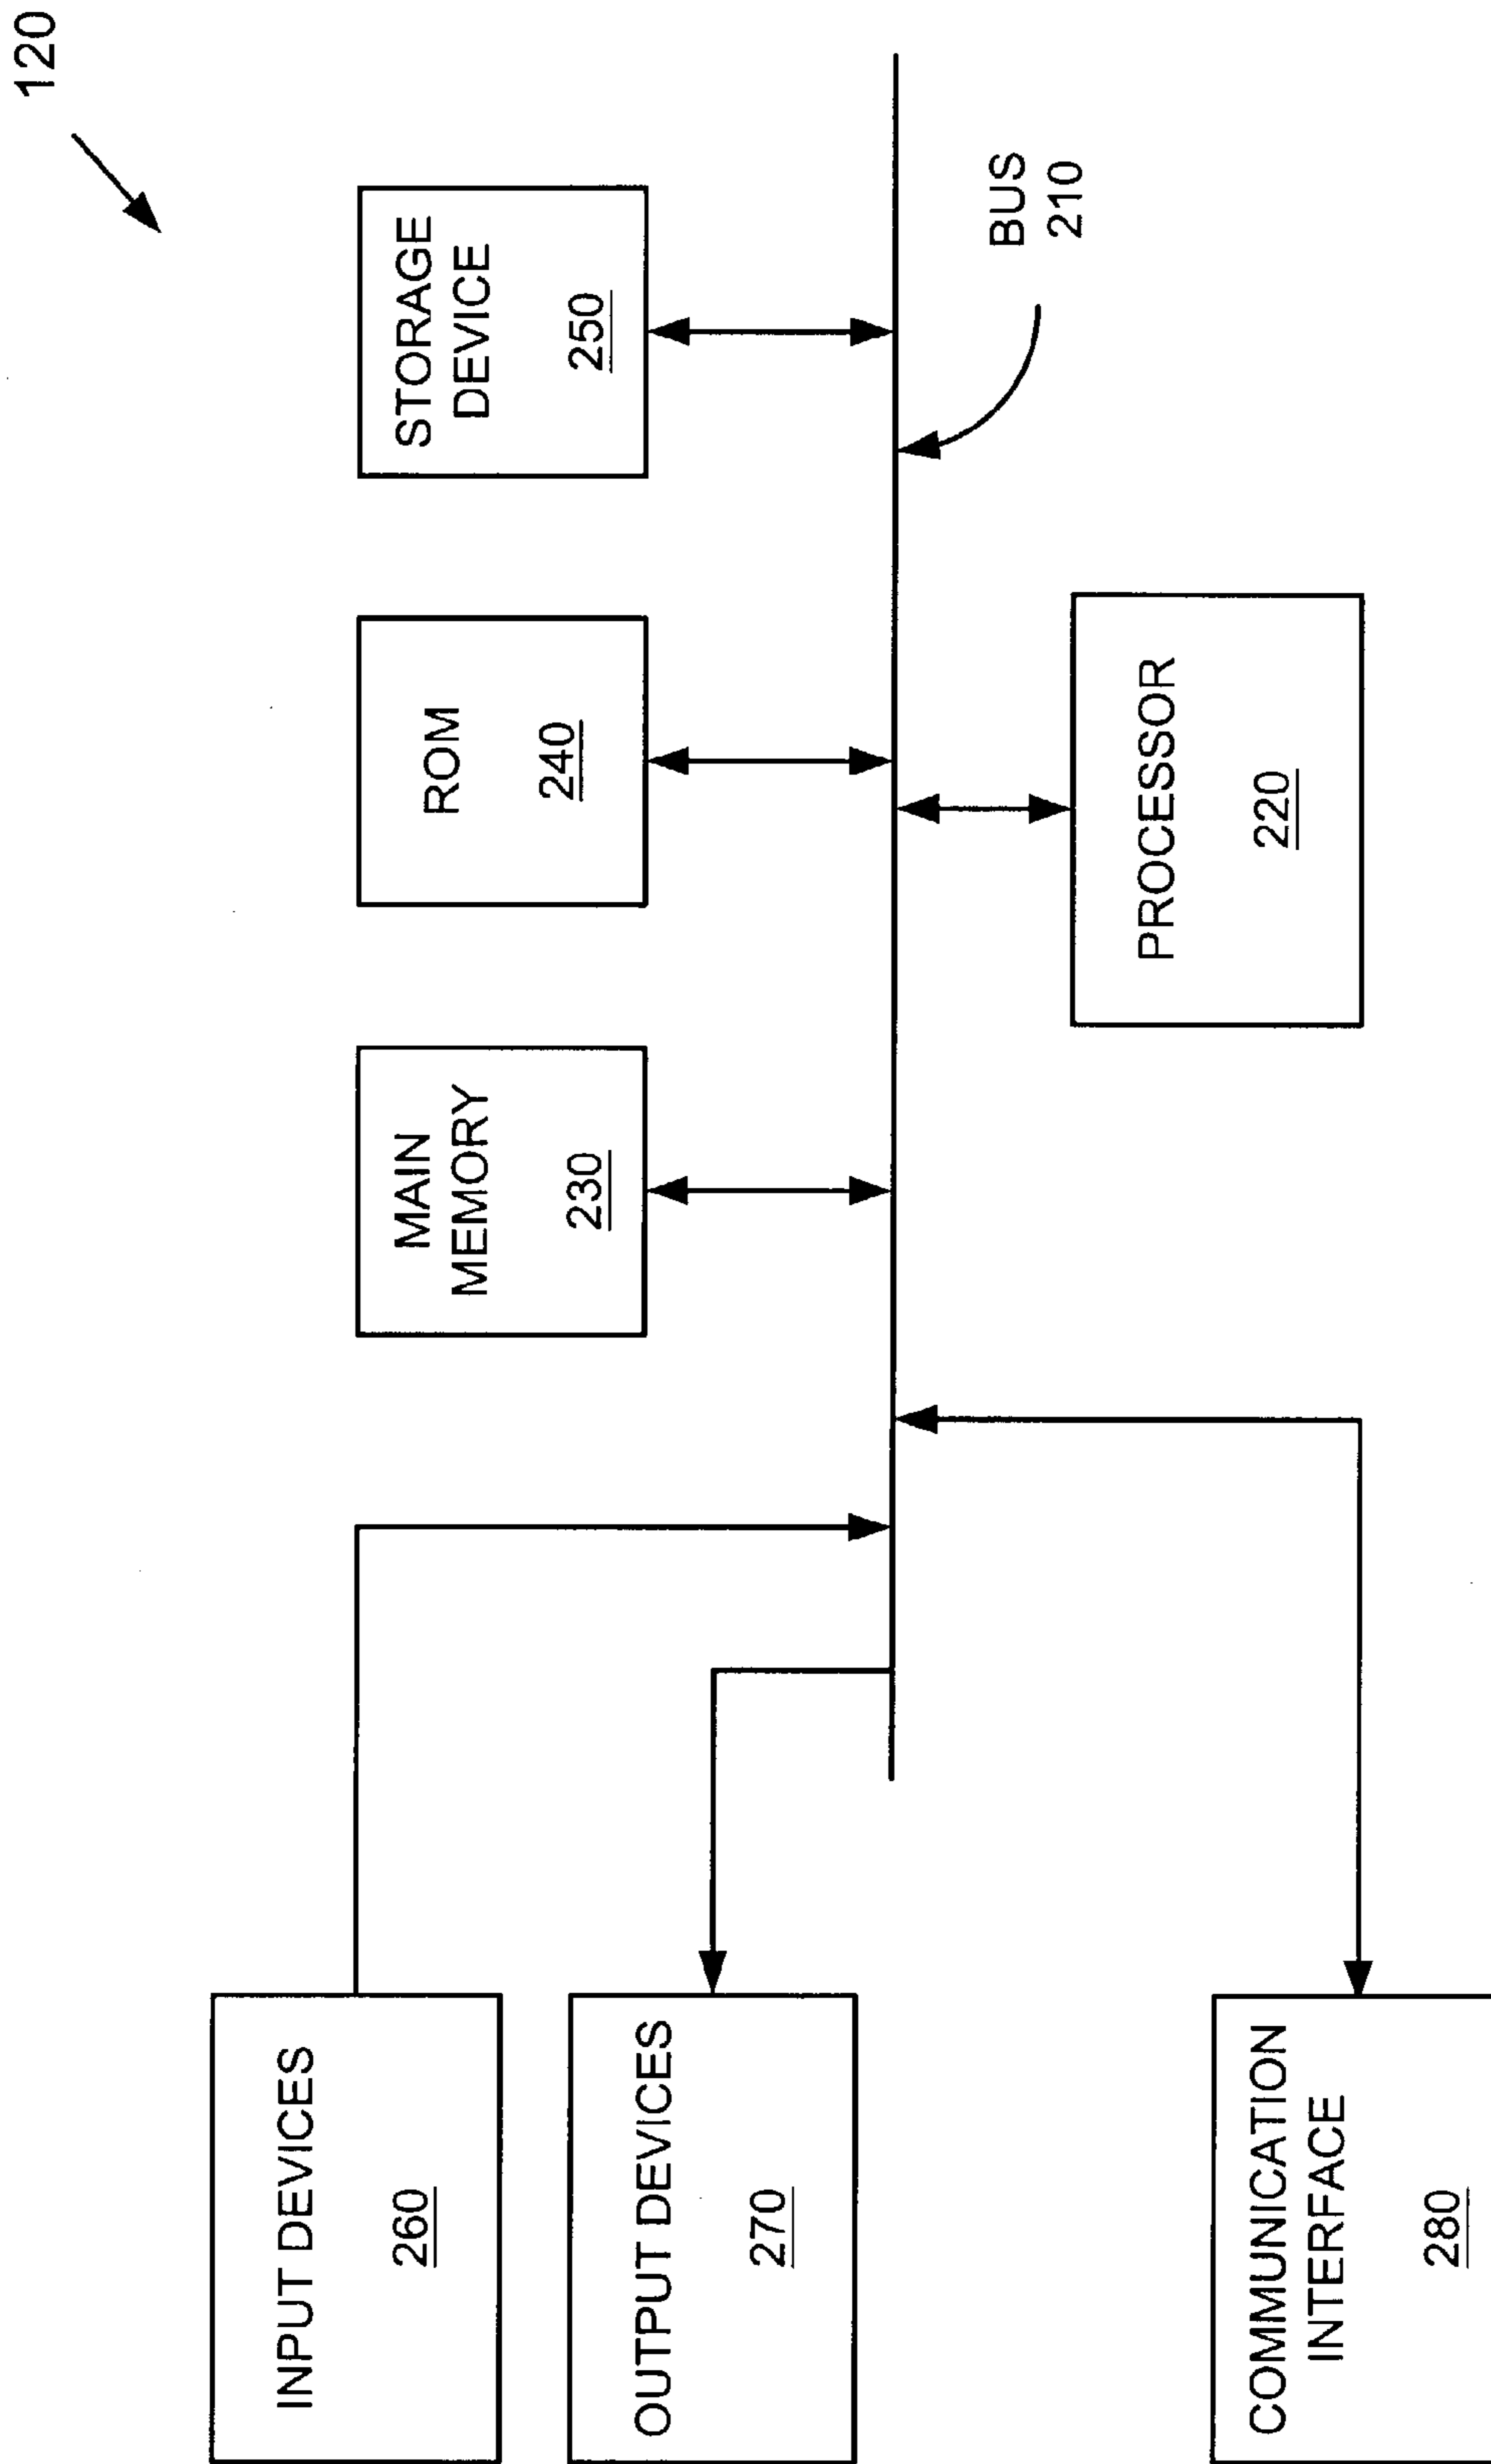 120
INPUT DEVICES
260
OUTPUT DEVICES
270
COMMUNICATION
INTERFACE
280
MAIN
MEMORY
230
ROM
240
STORAGE
DEVICE
250
PROCESSOR
220
BUS
210